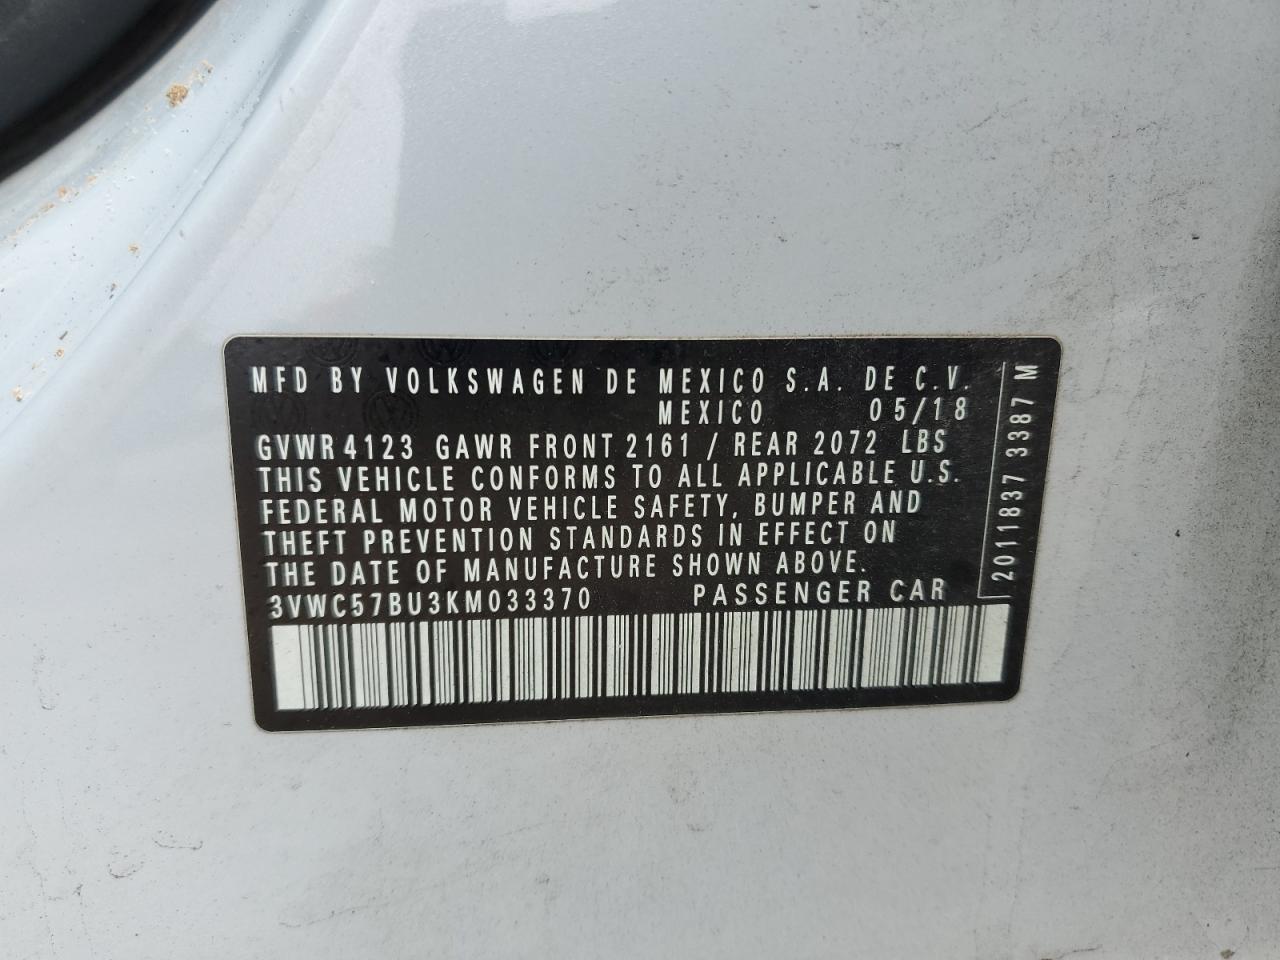 MFD BY VOLKSWAGEN DE MEXICO S.A. DE C.V.
MEXICO 05/18
GVWR 4123 GAWR FRONT 2161 / REAR 2072 LBS
THIS VEHICLE CONFORMS TO ALL APPLICABLE U.S.
FEDERAL MOTOR VEHICLE SAFETY, BUMPER AND
THEFT PREVENTION STANDARDS IN EFFECT ON
THE DATE OF MANUFACTURE SHOWN ABOVE.
3VWC57BU3KM033370 PASSENGER CAR
2011837 3387 M